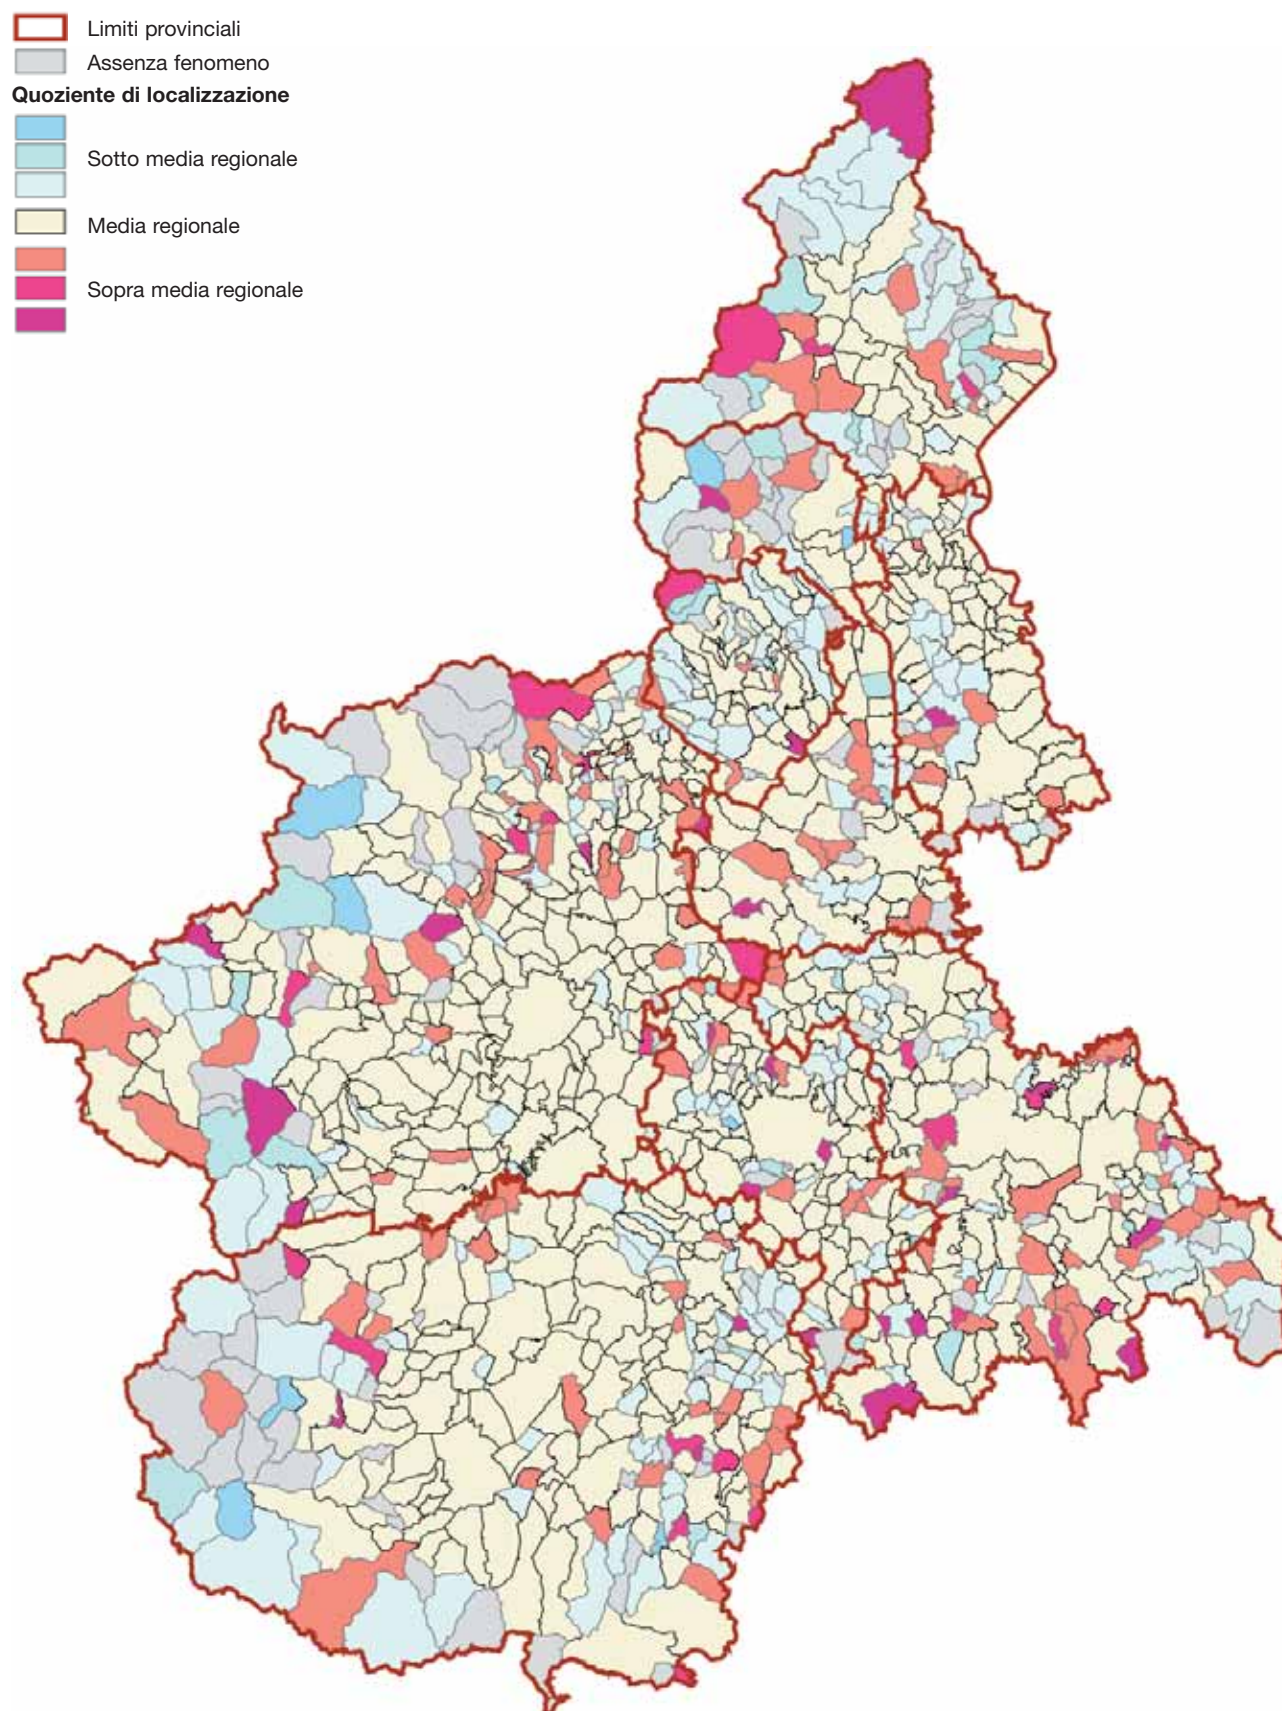 Limiti provinciali
Assenza fenomeno
Quoziente di localizzazione
Sotto media regionale
Media regionale
Sopra media regionale